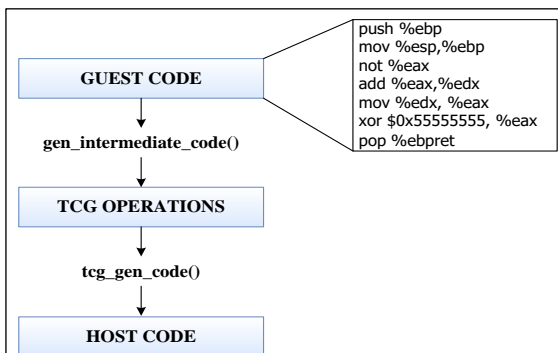 GUEST CODE
gen_intermediate_code()
TCG OPERATIONS
tcg_gen_code()
HOST CODE
push %ebp
mov %esp,%ebp
not %eax
add %eax,%edx
mov %edx, %eax
xor $0x55555555, %eax
pop %ebpret